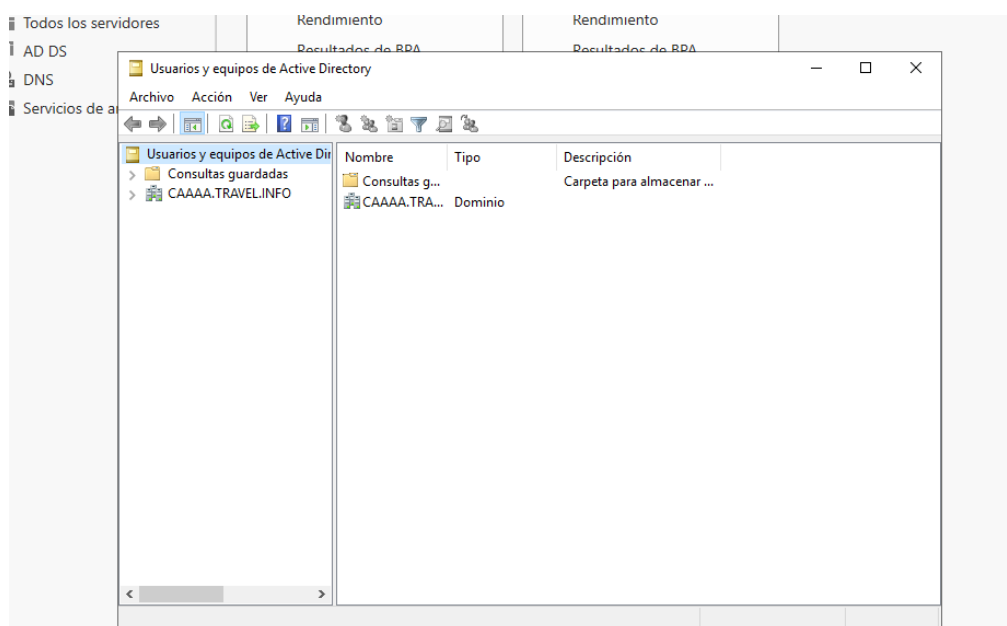 Todos los servidores
AD DS
DNS
Servicios de a
Rendimiento
Resultados de BPA
Rendimiento
Resultados de BPA
Usuarios y equipos de Active Directory
Archivo Acción Ver Ayuda
Usuarios y equipos de Active Dir
Consultas guardadas
CAAAA.TRAVEL.INFO
Nombre Tipo Descripción
Consultas g... Carpeta para almacenar ...
CAAAA.TRA... Dominio